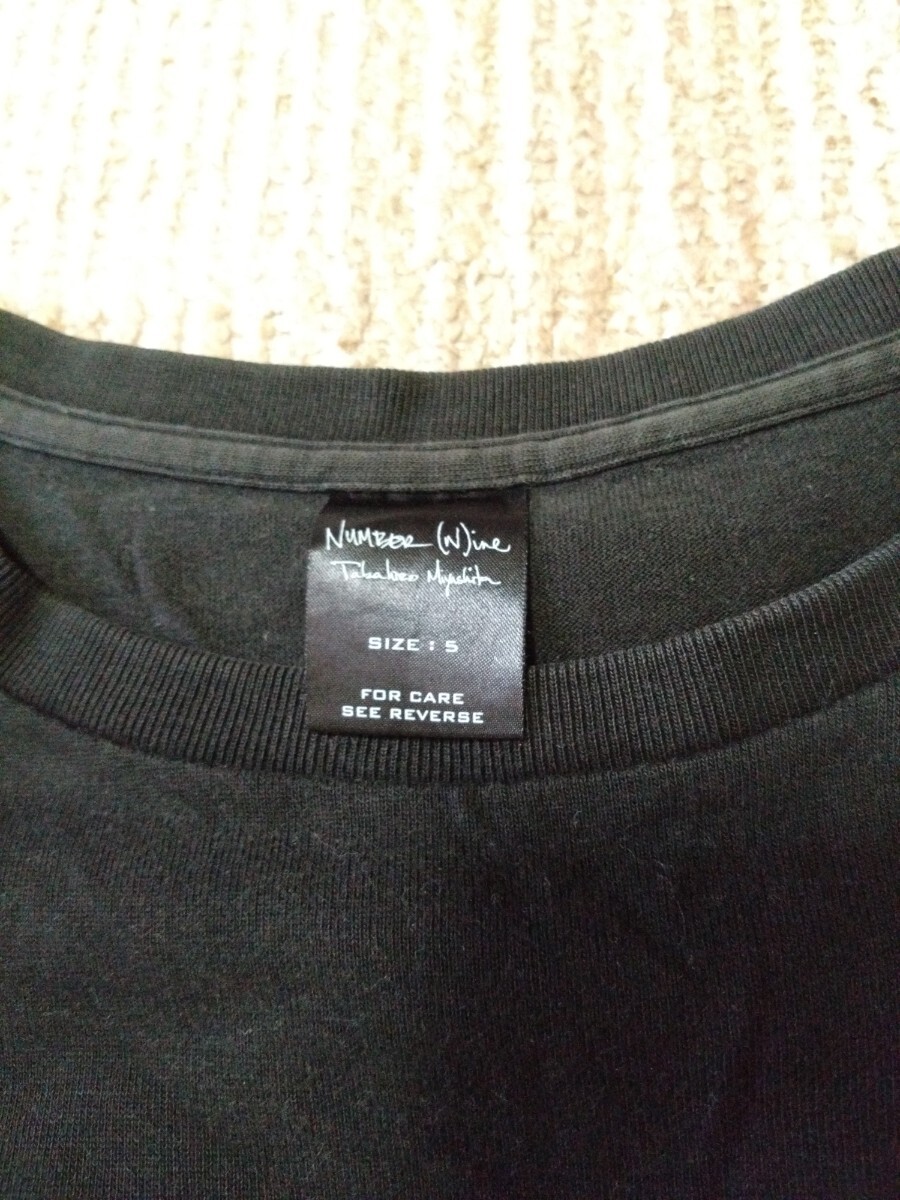 NUMBER (N)ine
Takahiro Miyashita
SIZE : 5
FOR CARE
SEE REVERSE